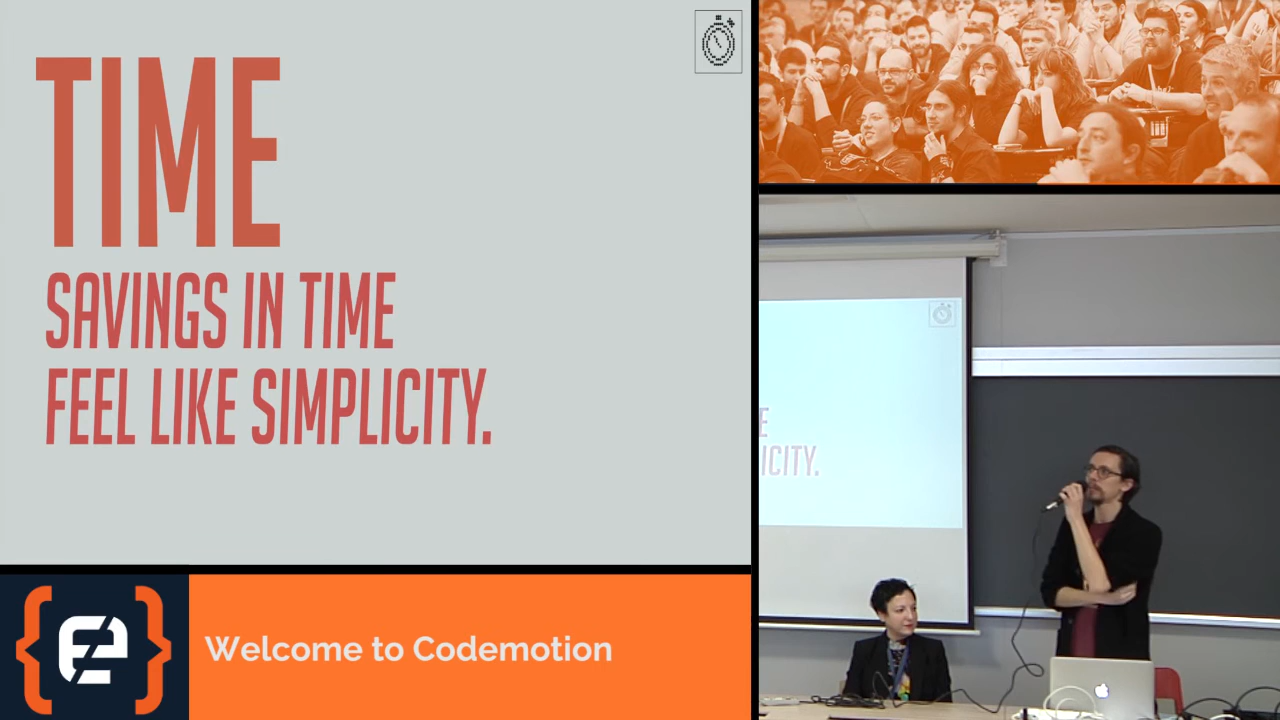 TIME
SAVINGS IN TIME
FEEL LIKE SIMPLICITY.
Welcome to Codemotion
E
ICITY.